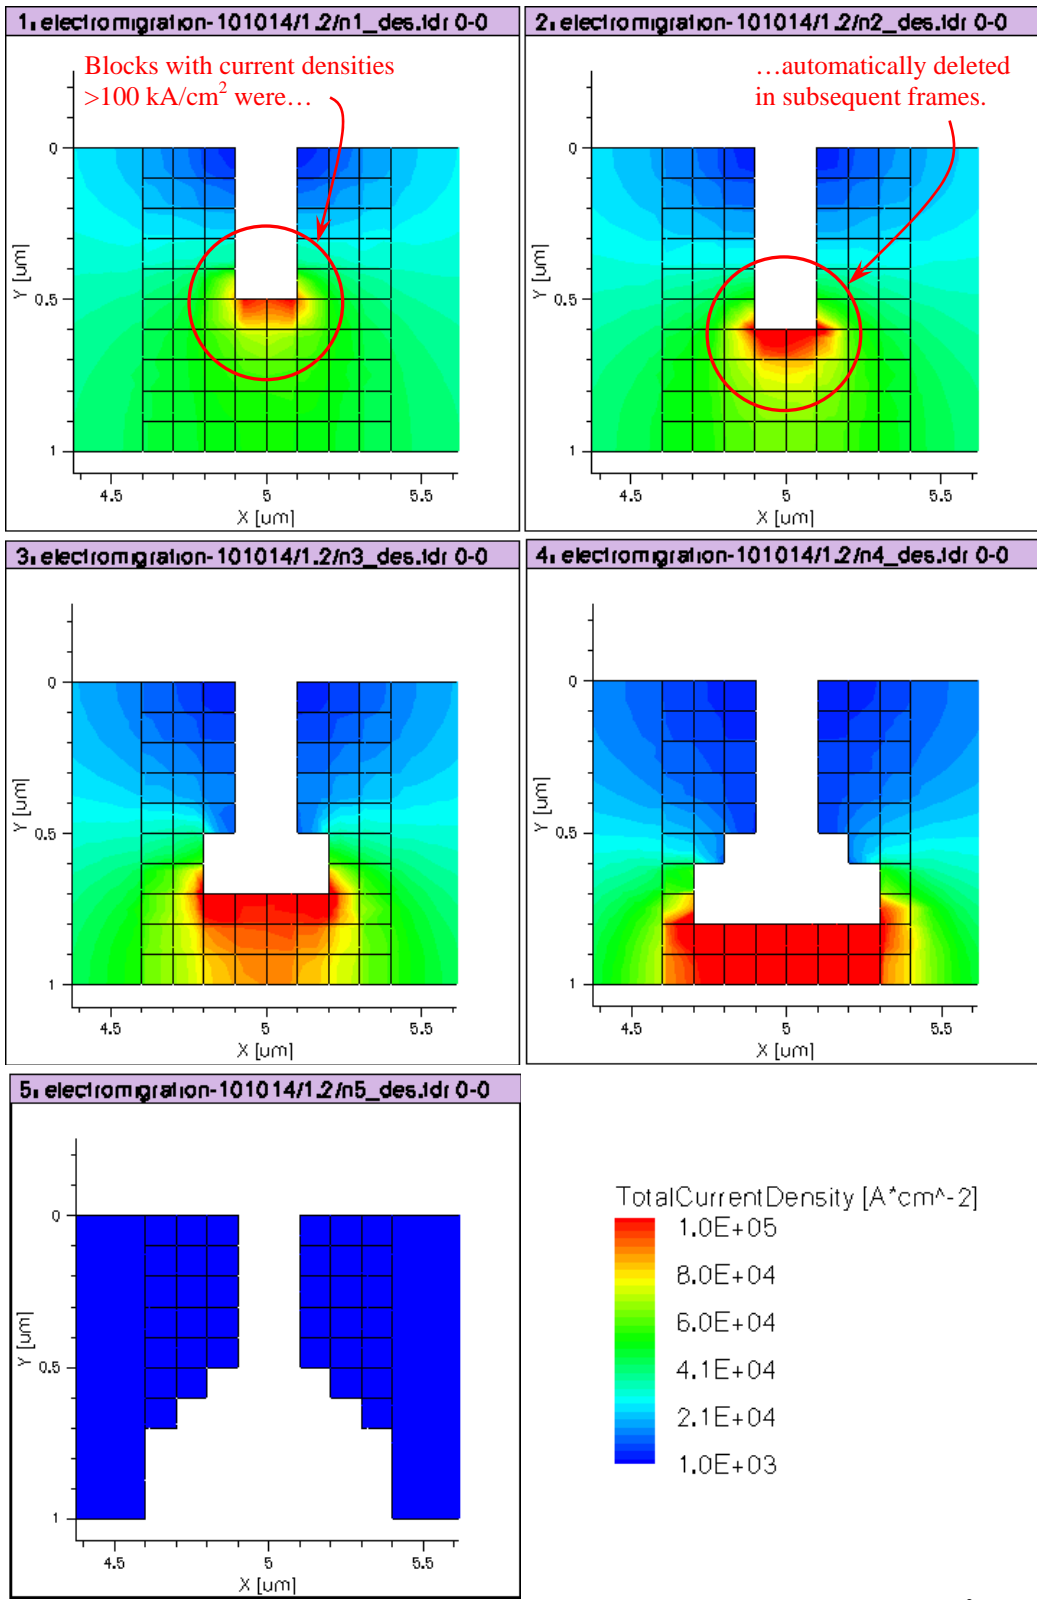 1: electromigration-101014/1.2/n1_des.tdr 0-0
Blocks with current densities
>100 kA/cm² were…
0
0.5
1
Y [um]
4.5
5
5.5
X [um]
2: electromigration-101014/1.2/n2_des.tdr 0-0
…automatically deleted
in subsequent frames.
0
0.5
1
Y [um]
4.5
5
5.5
X [um]
3: electromigration-101014/1.2/n3_des.tdr 0-0
0
0.5
1
Y [um]
4.5
5
5.5
X [um]
4: electromigration-101014/1.2/n4_des.tdr 0-0
0
0.5
1
Y [um]
4.5
5
5.5
X [um]
5: electromigration-101014/1.2/n5_des.tdr 0-0
0
0.5
1
Y [um]
4.5
5
5.5
X [um]
TotalCurrentDensity [A*cm^-2]
1.0E+05
8.0E+04
6.0E+04
4.1E+04
2.1E+04
1.0E+03